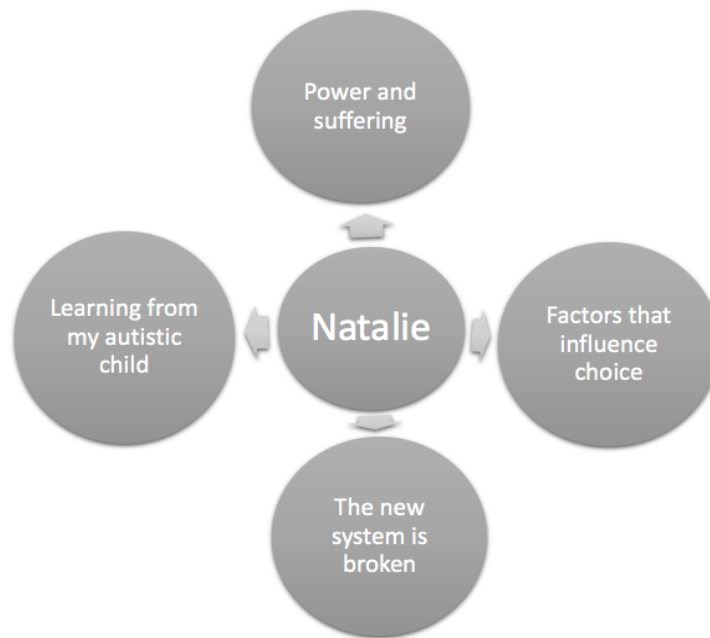 Power and
suffering
Learning from
my autistic
child
Natalie
Factors that
influence
choice
The new
system is
broken